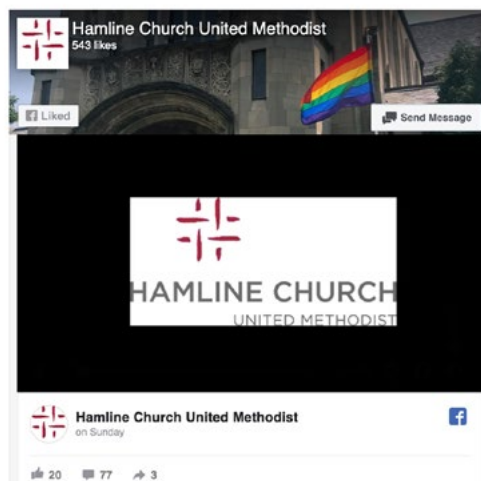 Hamline Church United Methodist
543 likes
Liked
Send Message
HAMLINE CHURCH
UNITED METHODIST
Hamline Church United Methodist
on Sunday
20 77 3